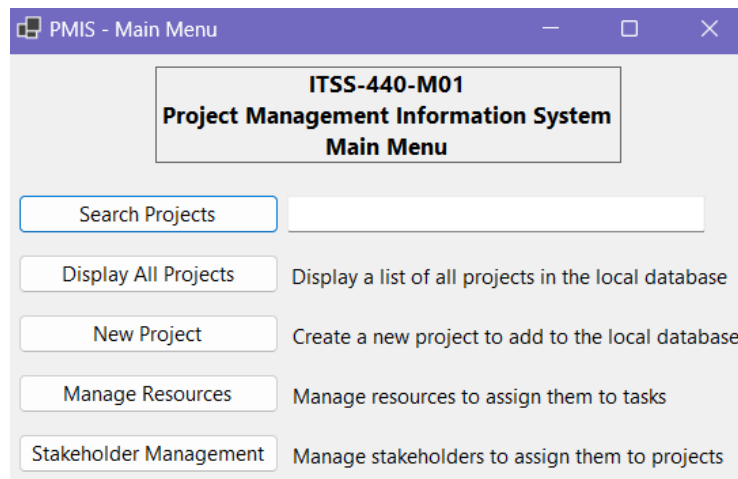 PMIS - Main Menu
ITSS-440-M01
Project Management Information System
Main Menu
Search Projects
Display All Projects Display a list of all projects in the local database
New Project Create a new project to add to the local database
Manage Resources Manage resources to assign them to tasks
Stakeholder Management Manage stakeholders to assign them to projects